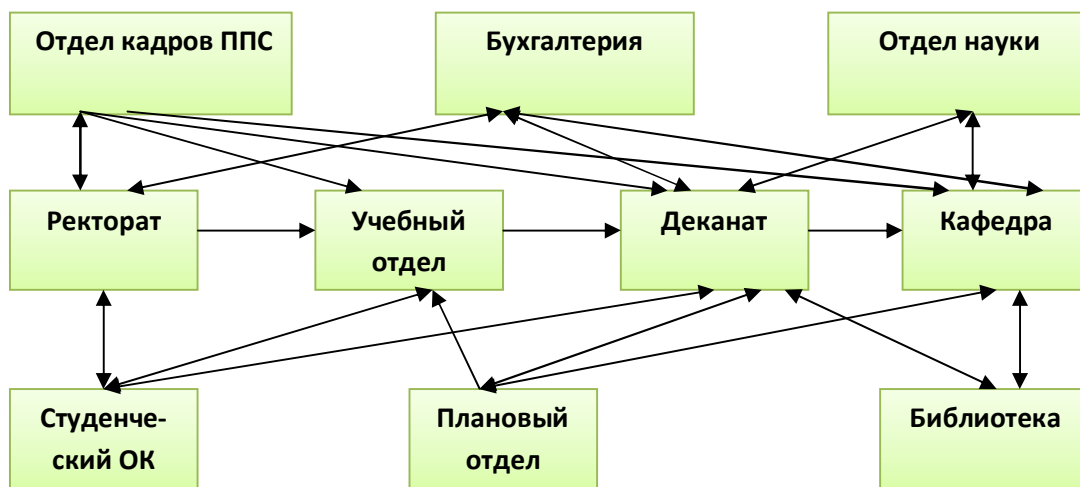 Отдел кадров ППС
Бухгалтерия
Отдел науки
Ректорат
Учебный
отдел
Деканат
Кафедра
Студенче-
ский ОК
Плановый
отдел
Библиотека